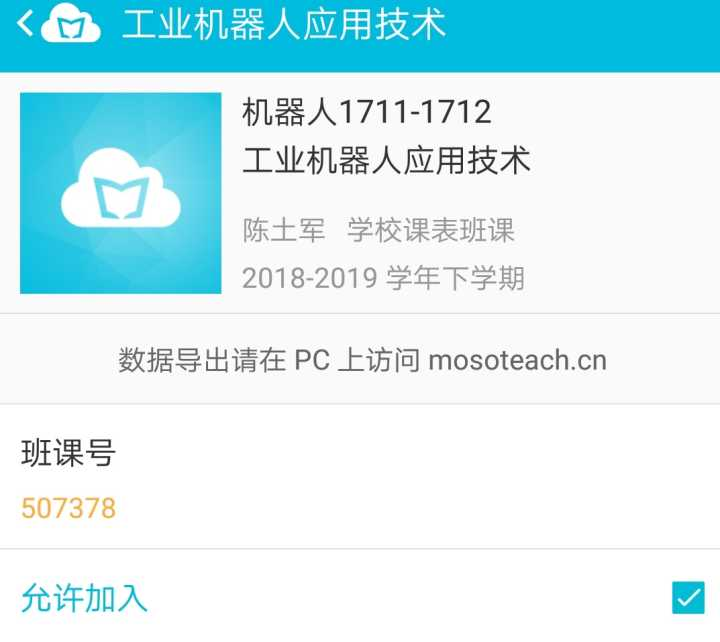 工业机器人应用技术
机器人1711-1712
工业机器人应用技术
陈土军 学校课表班课
2018-2019 学年下学期
数据导出请在 PC 上访问 mosoteach.cn
班课号
507378
允许加入